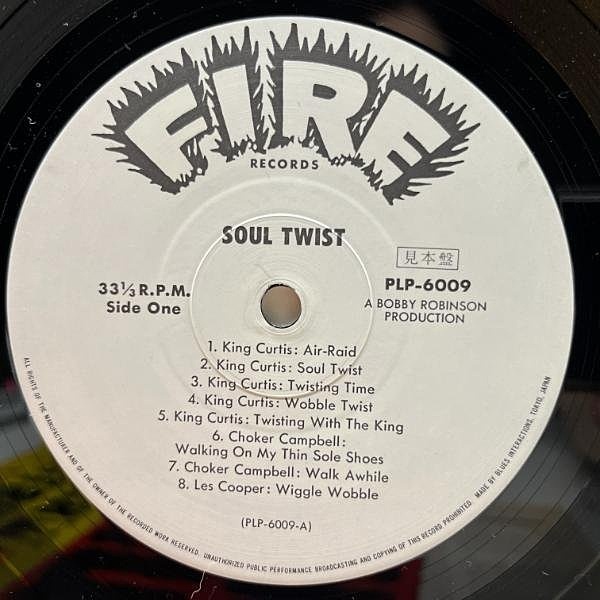 FIRE
RECORDS
SOUL TWIST
見本盤
33⅓ R.P.M.
Side One
PLP-6009
A BOBBY ROBINSON
PRODUCTION
1. King Curtis: Air-Raid
2. King Curtis: Soul Twist
3. King Curtis: Twisting Time
4. King Curtis: Wobble Twist
5. King Curtis: Twisting With The King
6. Choker Campbell:
Walking On My Thin Sole Shoes
7. Choker Campbell: Walk Awhile
8. Les Cooper: Wiggle Wobble
(PLP-6009-A)
ALL RIGHTS OF THE MANUFACTURER AND OF THE OWNER OF THE RECORDED WORK RESERVED. UNAUTHORIZED PUBLIC PERFORMANCE BROADCASTING AND COPYING OF THIS RECORD PROHIBITED. MADE BY BLUES INTERACTIONS, TOKYO, JAPAN